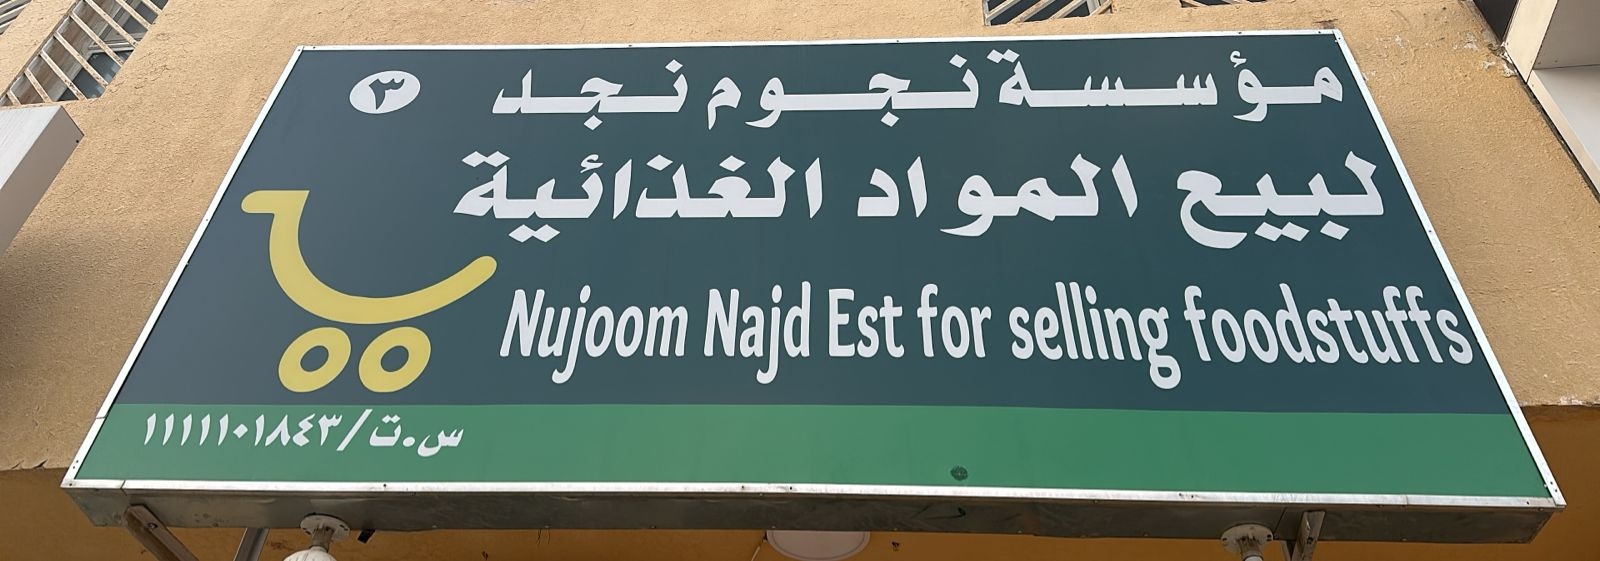 مؤسسة نجوم نجد
٣
لبيع المواد الغذائية
Nujoom Najd Est for selling foodstuffs
س.ت/١١١١١٠١٨٤٣